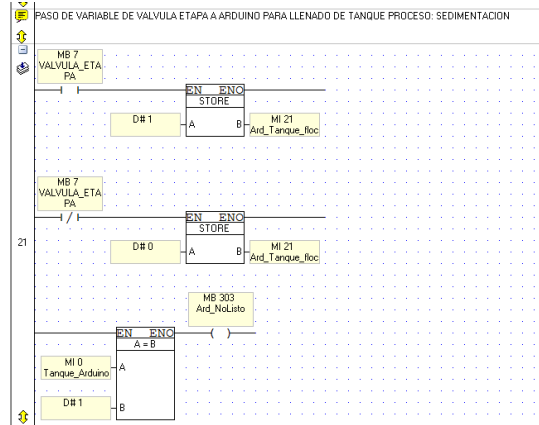 PASO DE VARIABLE DE VALVULA ETAPA A ARDUINO PARA LLENADO DE TANQUE PROCESO: SEDIMENTACION
MB 7
VALVULA_ETA
PA
EN ENO
STORE
D# 1
A
B
MI 21
Ard_Tanque_floc
MB 7
VALVULA_ETA
PA
EN ENO
STORE
21
D# 0
A
B
MI 21
Ard_Tanque_floc
MB 303
Ard_NoListo
EN ENO
A = B
MI 0
Tanque_Arduino
A
D# 1
B